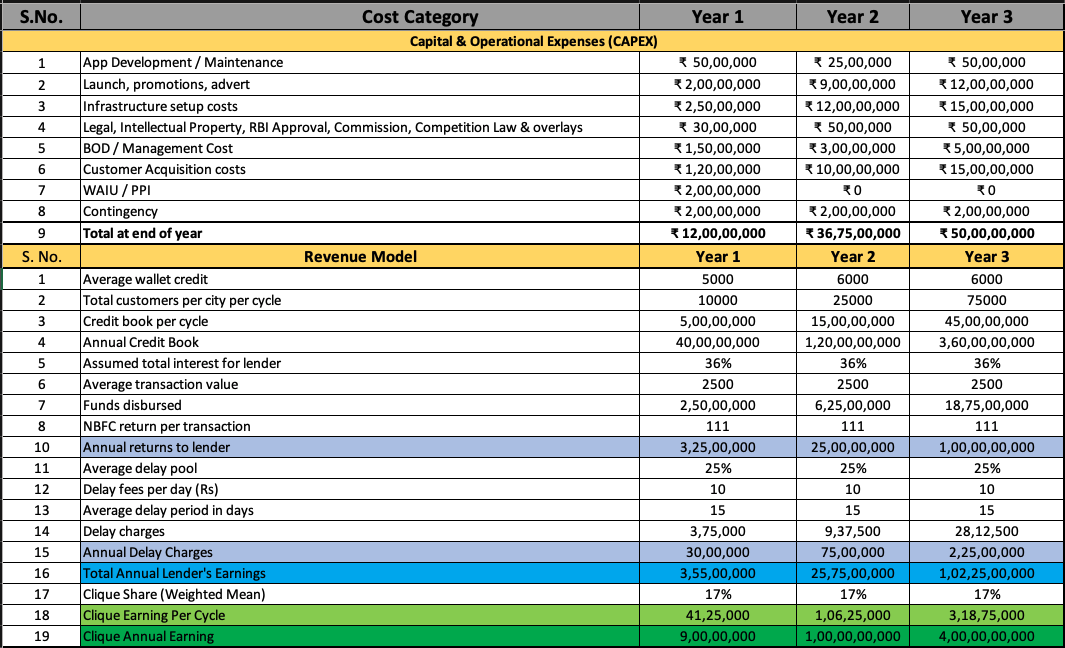 S.No. Cost Category Year 1 Year 2 Year 3
Capital & Operational Expenses (CAPEX)
1 App Development / Maintenance ₹ 50,00,000 ₹ 25,00,000 ₹ 50,00,000
2 Launch, promotions, advert ₹ 2,00,00,000 ₹ 9,00,00,000 ₹ 12,00,00,000
3 Infrastructure setup costs ₹ 2,50,00,000 ₹ 12,00,00,000 ₹ 15,00,00,000
4 Legal, Intellectual Property, RBI Approval, Commission, Competition Law & overlays ₹ 30,00,000 ₹ 50,00,000 ₹ 50,00,000
5 BOD / Management Cost ₹ 1,50,00,000 ₹ 3,00,00,000 ₹ 5,00,00,000
6 Customer Acquisition costs ₹ 1,20,00,000 ₹ 10,00,00,000 ₹ 15,00,00,000
7 WAIU / PPI ₹ 2,00,00,000 ₹ 0 ₹ 0
8 Contingency ₹ 2,00,00,000 ₹ 2,00,00,000 ₹ 2,00,00,000
9 Total at end of year ₹ 12,00,00,000 ₹ 36,75,00,000 ₹ 50,00,00,000
S. No. Revenue Model Year 1 Year 2 Year 3
1 Average wallet credit 5000 6000 6000
2 Total customers per city per cycle 10000 25000 75000
3 Credit book per cycle 5,00,00,000 15,00,00,000 45,00,00,000
4 Annual Credit Book 40,00,00,000 1,20,00,00,000 3,60,00,00,000
5 Assumed total interest for lender 36% 36% 36%
6 Average transaction value 2500 2500 2500
7 Funds disbursed 2,50,00,000 6,25,00,000 18,75,00,000
8 NBFC return per transaction 111 111 111
10 Annual returns to lender 3,25,00,000 25,00,00,000 1,00,00,00,000
11 Average delay pool 25% 25% 25%
12 Delay fees per day (Rs) 10 10 10
13 Average delay period in days 15 15 15
14 Delay charges 3,75,000 9,37,500 28,12,500
15 Annual Delay Charges 30,00,000 75,00,000 2,25,00,000
16 Total Annual Lender's Earnings 3,55,00,000 25,75,00,000 1,02,25,00,000
17 Clique Share (Weighted Mean) 17% 17% 17%
18 Clique Earning Per Cycle 41,25,000 1,06,25,000 3,18,75,000
19 Clique Annual Earning 9,00,00,000 1,00,00,00,000 4,00,00,00,000